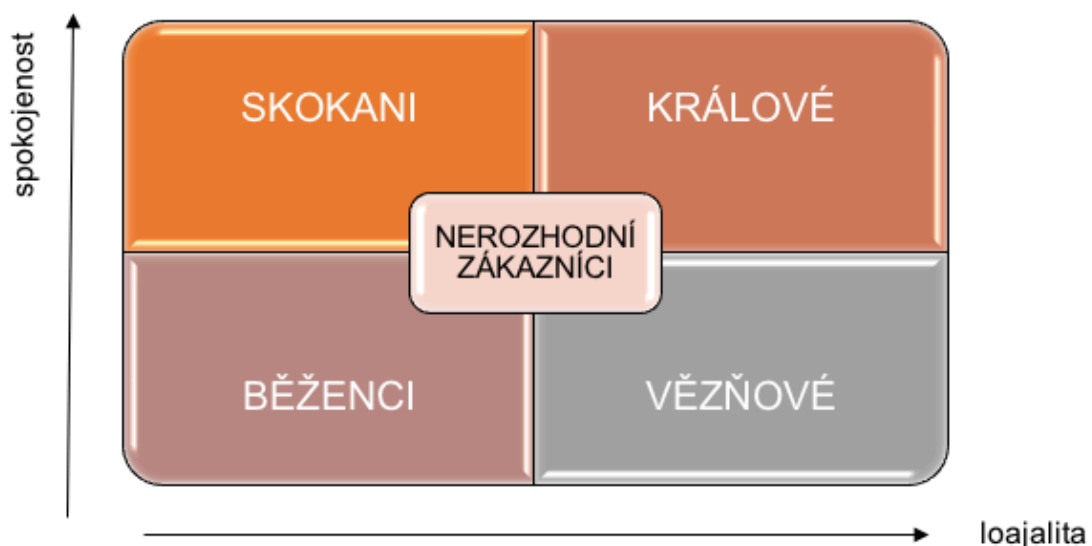 spokojenost
SKOKANI
KRÁLOVÉ
NEROZHODNÍ
ZÁKAZNÍCI
BĚŽENCI
VĚZŇOVÉ
loajalita